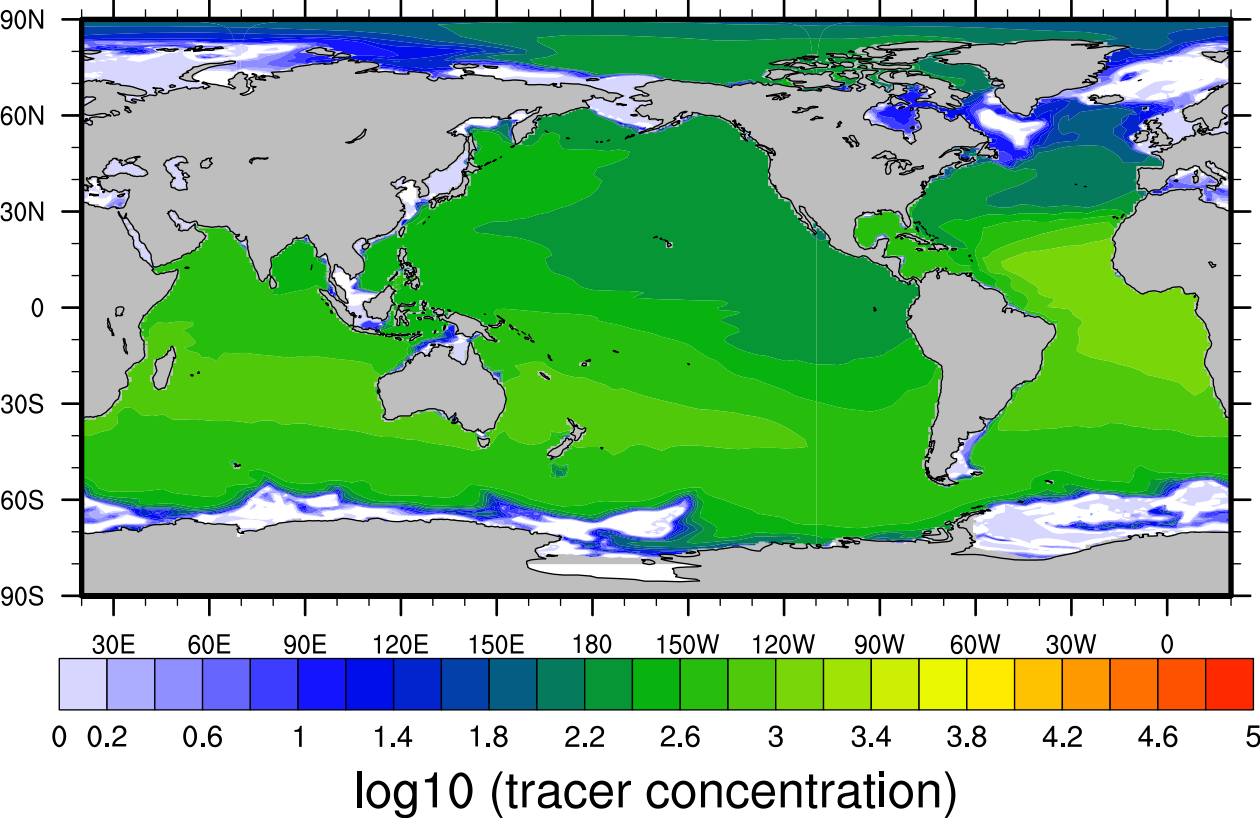 90N
60N
30N
0
30S
60S
90S
30E 60E 90E 120E 150E 180 150W 120W 90W 60W 30W 0
0 0.2 0.6 1 1.4 1.8 2.2 2.6 3 3.4 3.8 4.2 4.6 5
log10 (tracer concentration)